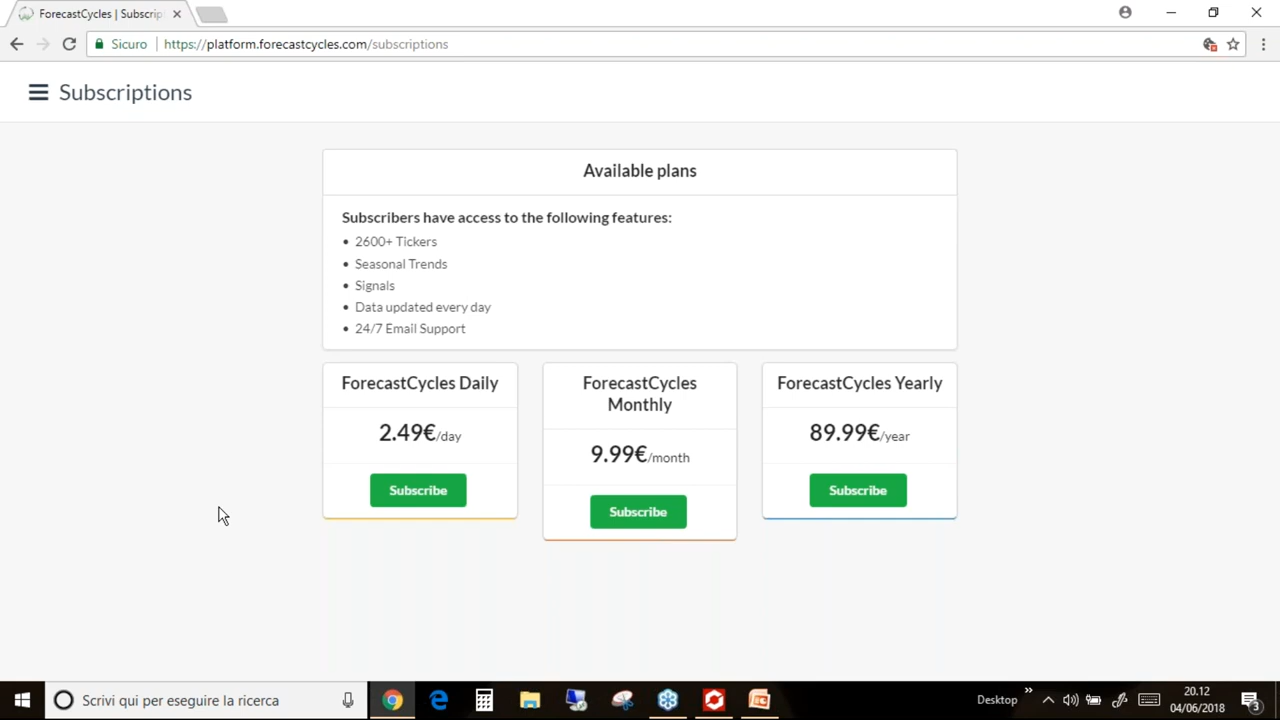 ForecastCycles | Subscrip
Sicuro
https://platform.forecastcycles.com/subscriptions
Subscriptions
Available plans
Subscribers have access to the following features:
• 2600+ Tickers
• Seasonal Trends
• Signals
• Data updated every day
• 24/7 Email Support
ForecastCycles Daily
2.49€/day
Subscribe
ForecastCycles
Monthly
9.99€/month
Subscribe
ForecastCycles Yearly
89.99€/year
Subscribe
Scrivi qui per eseguire la ricerca
Desktop
20.12
04/06/2018
3